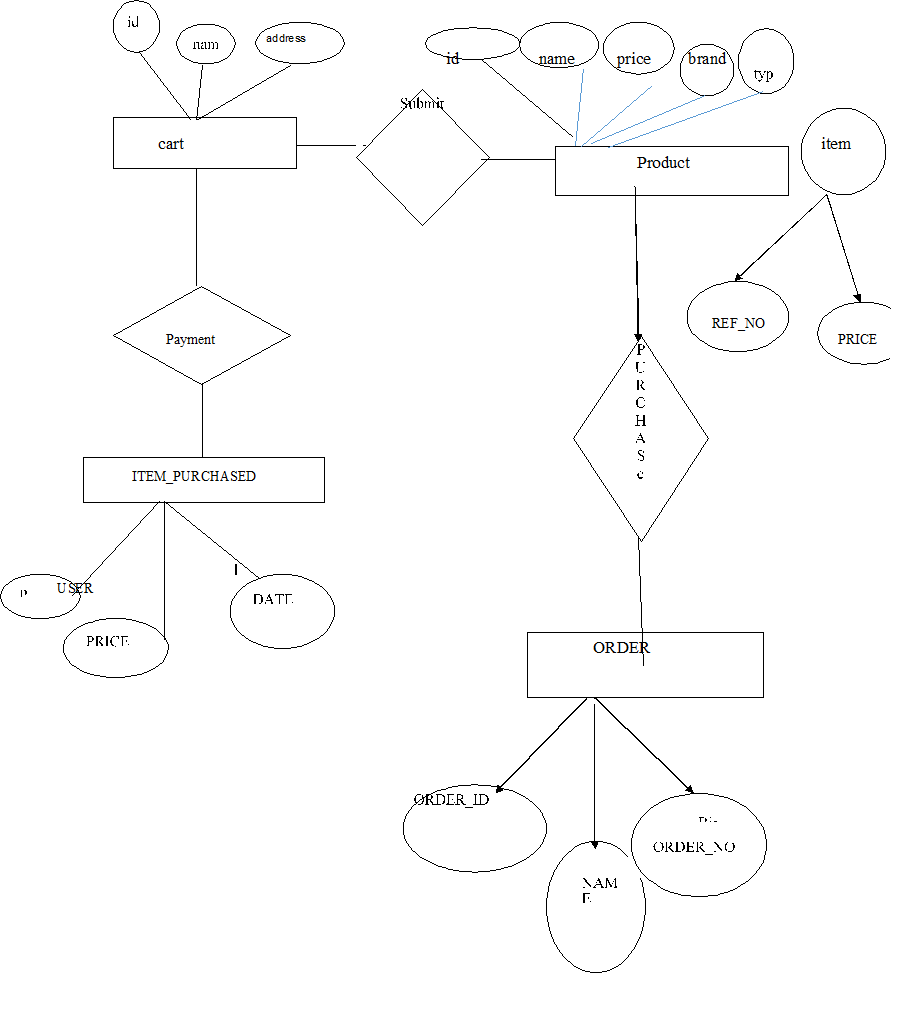 id
nam
address
id
name
price
brand
typ
Submit
cart
Product
item
REF_NO
PRICE
Payment
P
U
R
C
H
A
S
e
ITEM_PURCHASED
USER
DATE
PRICE
ORDER
ORDER_ID
ORDER_NO
NAM
E